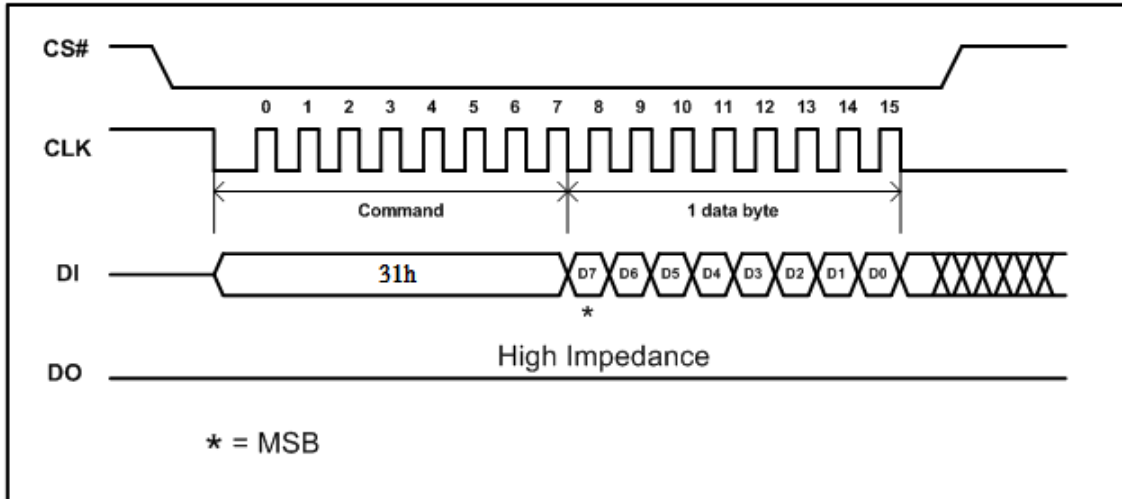 CS#
0 1 2 3 4 5 6 7 8 9 10 11 12 13 14 15
CLK
Command 1 data byte
DI 31h D7 D6 D5 D4 D3 D2 D1 D0
*
High Impedance
DO
* = MSB